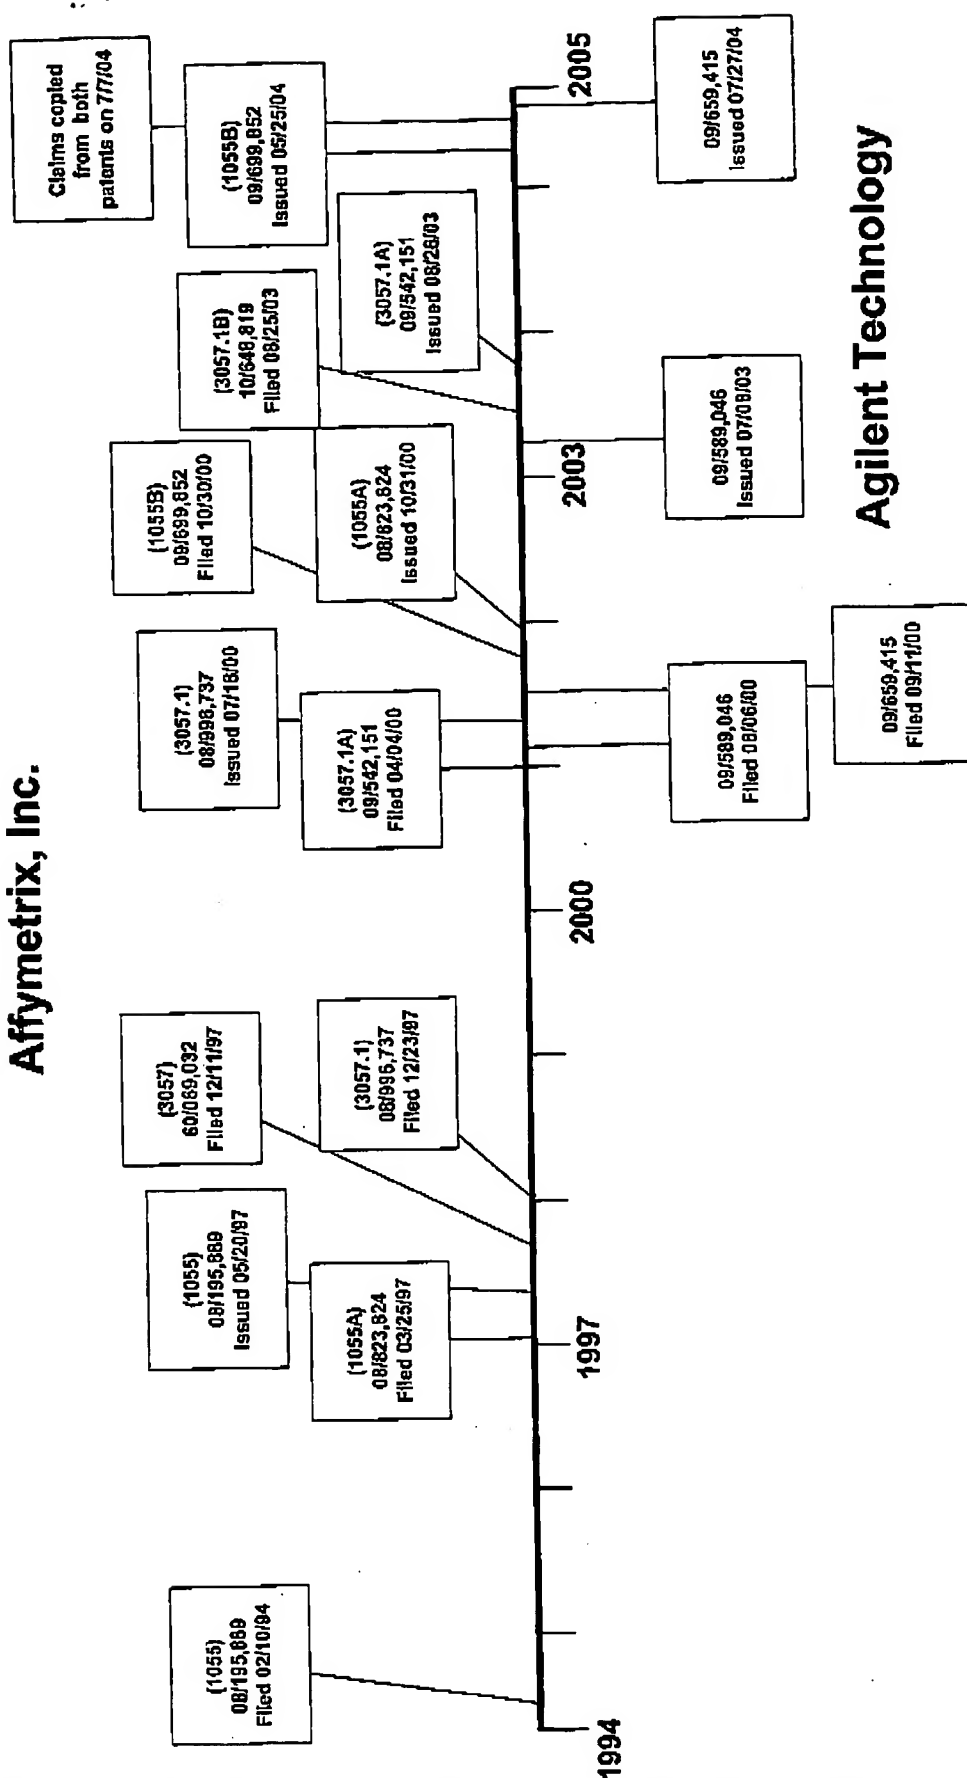 Affymetrix, Inc.
(1055)
08/195,889
Filed 02/10/94
(1055)
08/195,889
Issued 05/20/97
(1055A)
08/823,824
Filed 03/25/97
(3057)
60/069,032
Filed 12/11/97
(3057.1)
08/996,737
Filed 12/23/97
(3057.1)
08/996,737
Issued 07/18/00
(3057.1A)
09/542,151
Filed 04/04/00
(1055B)
09/699,852
Filed 10/30/00
(1055A)
08/823,824
Issued 10/31/00
(3057.1B)
10/648,819
Filed 08/25/03
(3057.1A)
09/542,151
Issued 08/26/03
Claims copied
from both
patents on 7/7/04
(1055B)
09/699,852
Issued 05/25/04
1994
1997
2000
2003
2005
09/589,046
Filed 06/06/00
09/659,415
Filed 09/11/00
09/589,046
Issued 07/08/03
09/659,415
Issued 07/27/04
Agilent Technology